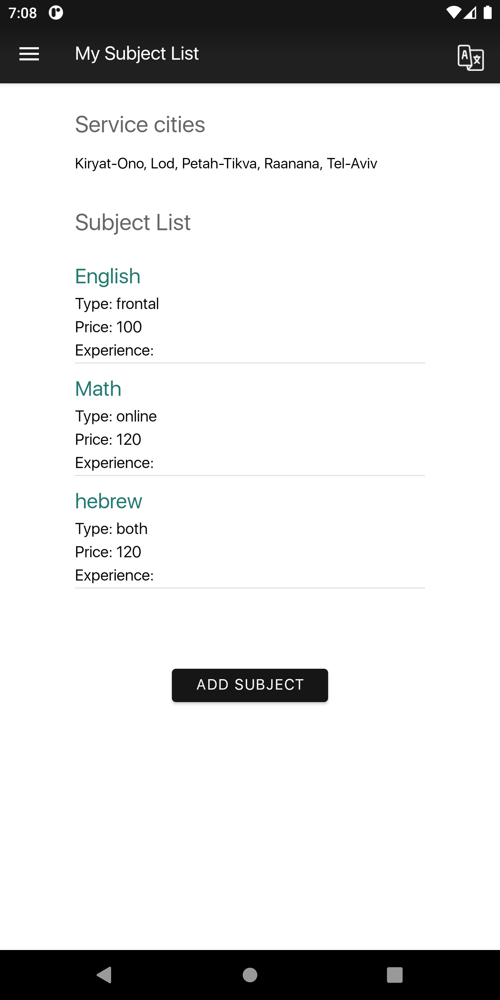 7:08
My Subject List
A 文
Service cities
Kiryat-Ono, Lod, Petah-Tikva, Raanana, Tel-Aviv
Subject List
English
Type: frontal
Price: 100
Experience:
Math
Type: online
Price: 120
Experience:
hebrew
Type: both
Price: 120
Experience:
ADD SUBJECT